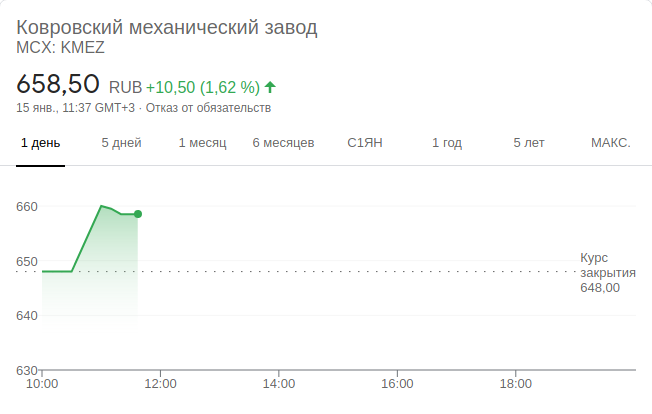 Ковровский механический завод
MCX: KMEZ
658,50 RUB +10,50 (1,62 %)
15 янв., 11:37 GMT+3 · Отказ от обязательств
1 день 5 дней 1 месяц 6 месяцев С1ЯН 1 год 5 лет МАКС.
660
650
Курс
закрытия
648,00
640
630
10:00 12:00 14:00 16:00 18:00